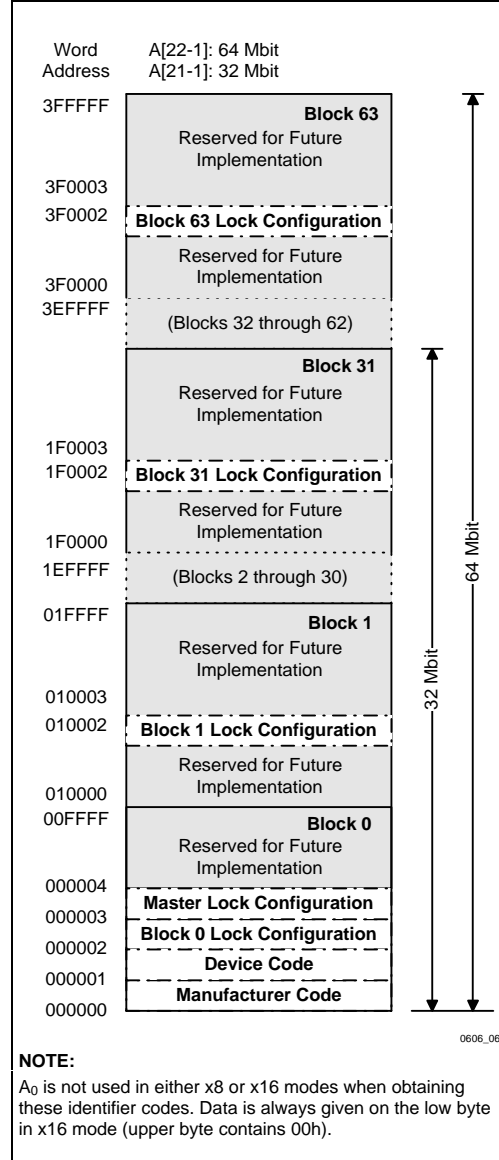 Word Address
A[22-1]: 64 Mbit
A[21-1]: 32 Mbit
3FFFFF
Block 63
Reserved for Future
Implementation
3F0003
3F0002
Block 63 Lock Configuration
Reserved for Future
Implementation
3F0000
3EFFFF
(Blocks 32 through 62)
Block 31
Reserved for Future
Implementation
1F0003
1F0002
Block 31 Lock Configuration
Reserved for Future
Implementation
1F0000
1EFFFF
(Blocks 2 through 30)
01FFFF
Block 1
Reserved for Future
Implementation
010003
010002
Block 1 Lock Configuration
Reserved for Future
Implementation
010000
00FFFF
Block 0
Reserved for Future
Implementation
000004
Master Lock Configuration
000003
Block 0 Lock Configuration
000002
Device Code
000001
Manufacturer Code
000000
32 Mbit
64 Mbit
0606_06
NOTE:
A0 is not used in either x8 or x16 modes when obtaining
these identifier codes. Data is always given on the low byte
in x16 mode (upper byte contains 00h).